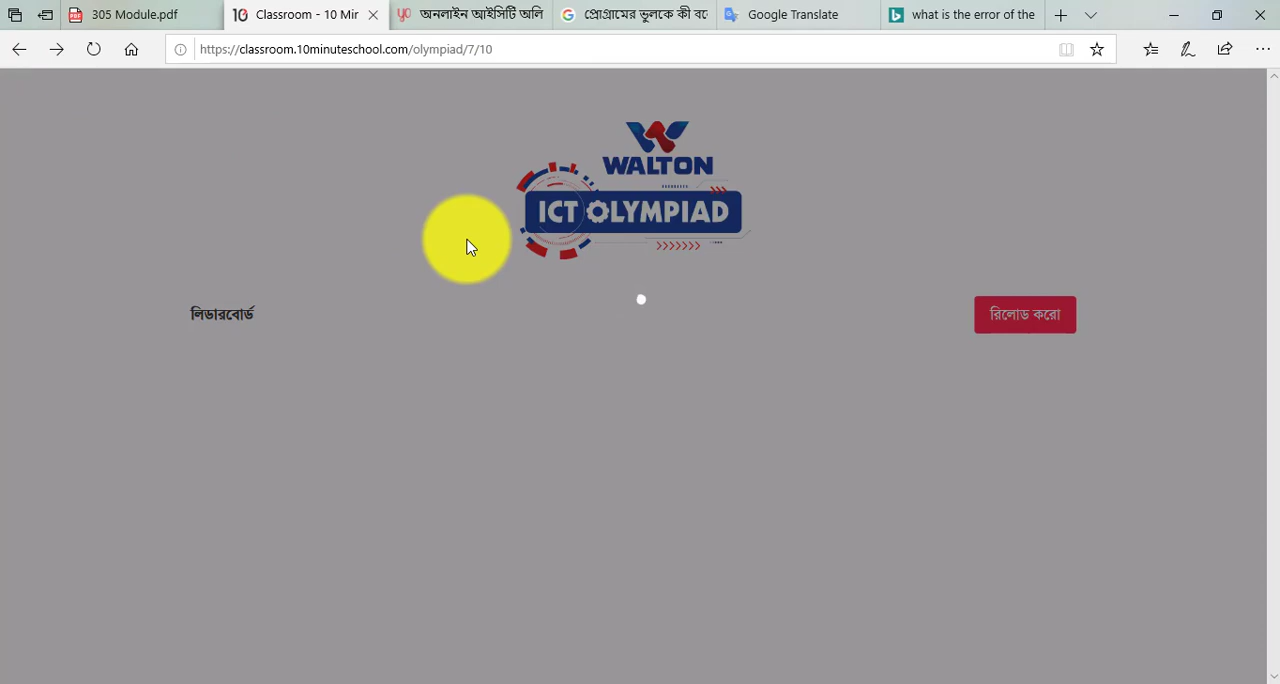 305 Module.pdf
Classroom - 10 Mir
অনলাইন আইসিটি অলি
প্রোগ্রামের ভুলকে কী বলে
Google Translate
what is the error of the
https://classroom.10minuteschool.com/olympiad/7/10
WALTON
ICT OLYMPIAD
লিডারবোর্ড
রিলোড করো